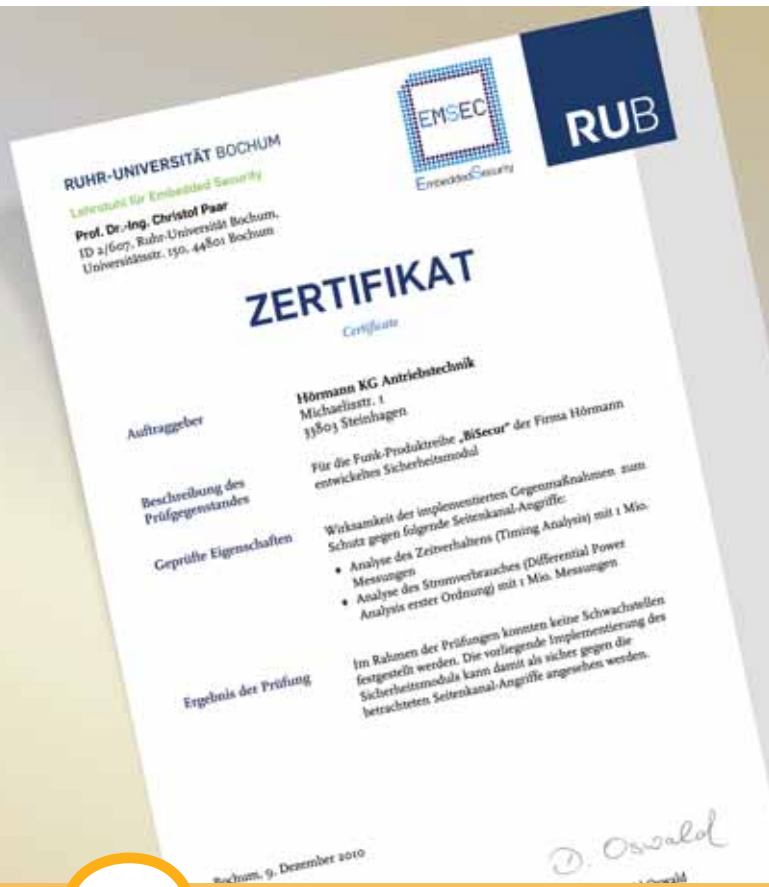 RUHR-UNIVERSITÄT BOCHUM
EMSEC
EmbeddedSecurity
RUB
Lehrstuhl für Embedded Security
Prof. Dr.-Ing. Christof Paar
ID 2/607, Ruhr-Universität Bochum,
Universitätsstr. 150, 44801 Bochum
ZERTIFIKAT
Certificate
Auftraggeber
Hörmann KG Antriebstechnik
Michaelisstr. 1
33803 Steinhagen
Beschreibung des
Prüfgegenstandes
Für die Funk-Produktreihe „BiSecur" der Firma Hörmann
entwickeltes Sicherheitsmodul
Geprüfte Eigenschaften
Wirksamkeit der implementierten Gegenmaßnahmen zum
Schutz gegen folgende Seitenkanal-Angriffe:
• Analyse des Zeitverhaltens (Timing Analysis) mit 1 Mio.
Messungen
• Analyse des Stromverbrauches (Differential Power
Analysis erster Ordnung) mit 1 Mio. Messungen
Ergebnis der Prüfung
Im Rahmen der Prüfungen konnten keine Schwachstellen
festgestellt werden. Die vorliegende Implementierung des
Sicherheitsmoduls kann damit als sicher gegen die
betrachteten Seitenkanal-Angriffe angesehen werden.
Bochum, 9. Dezember 2010
D. Oswald
Oswald